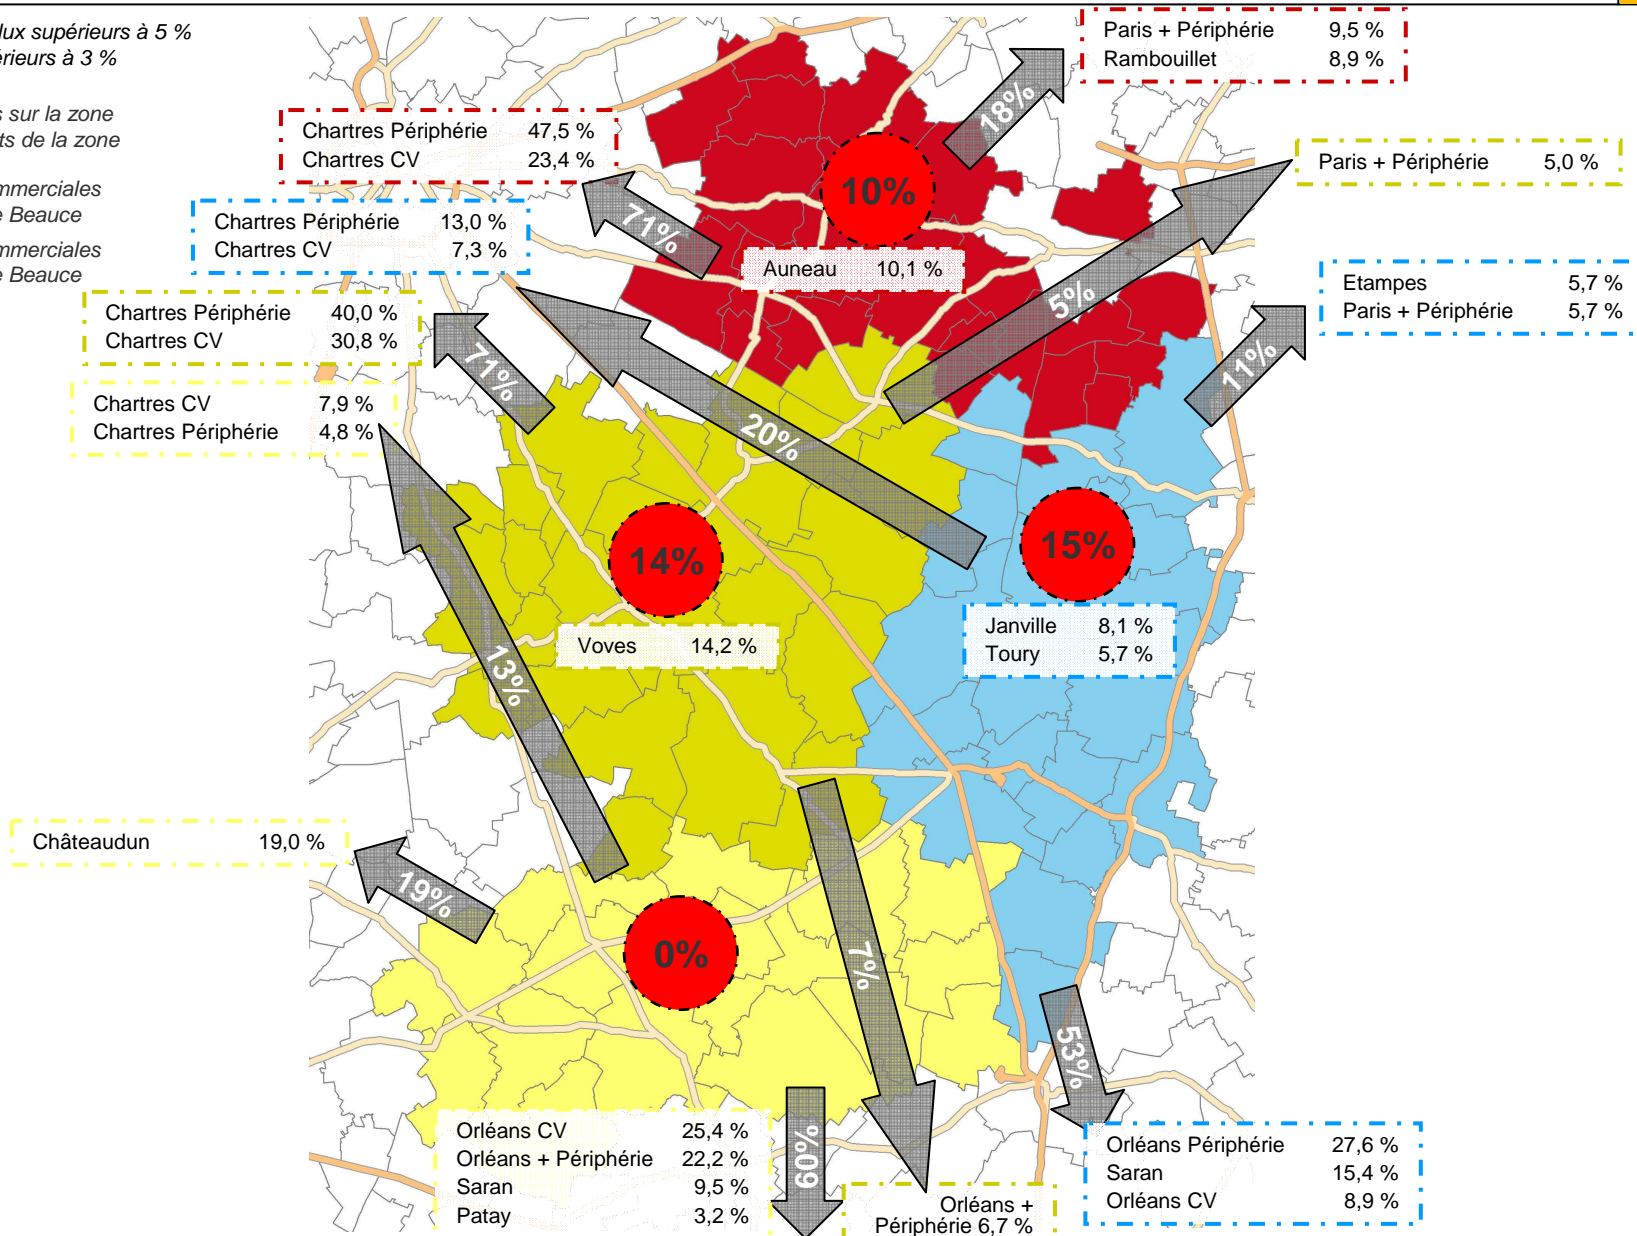 lux supérieurs à 5 %
érieurs à 3 %
s sur la zone
ts de la zone
mmerciales
e Beauce
mmerciales
e Beauce
Paris + Périphérie 9,5 %
Rambouillet 8,9 %
18%
Chartres Périphérie 47,5 %
Chartres CV 23,4 %
71%
10%
Auneau 10,1 %
Paris + Périphérie 5,0 %
5%
Chartres Périphérie 13,0 %
Chartres CV 7,3 %
20%
Etampes 5,7 %
Paris + Périphérie 5,7 %
11%
Chartres Périphérie 40,0 %
Chartres CV 30,8 %
71%
Chartres CV 7,9 %
Chartres Périphérie 4,8 %
13%
14%
Voves 14,2 %
15%
Janville 8,1 %
Toury 5,7 %
Châteaudun 19,0 %
19%
0%
7%
53%
60%
Orléans CV 25,4 %
Orléans + Périphérie 22,2 %
Saran 9,5 %
Patay 3,2 %
Orléans +
Périphérie 6,7 %
Orléans Périphérie 27,6 %
Saran 15,4 %
Orléans CV 8,9 %